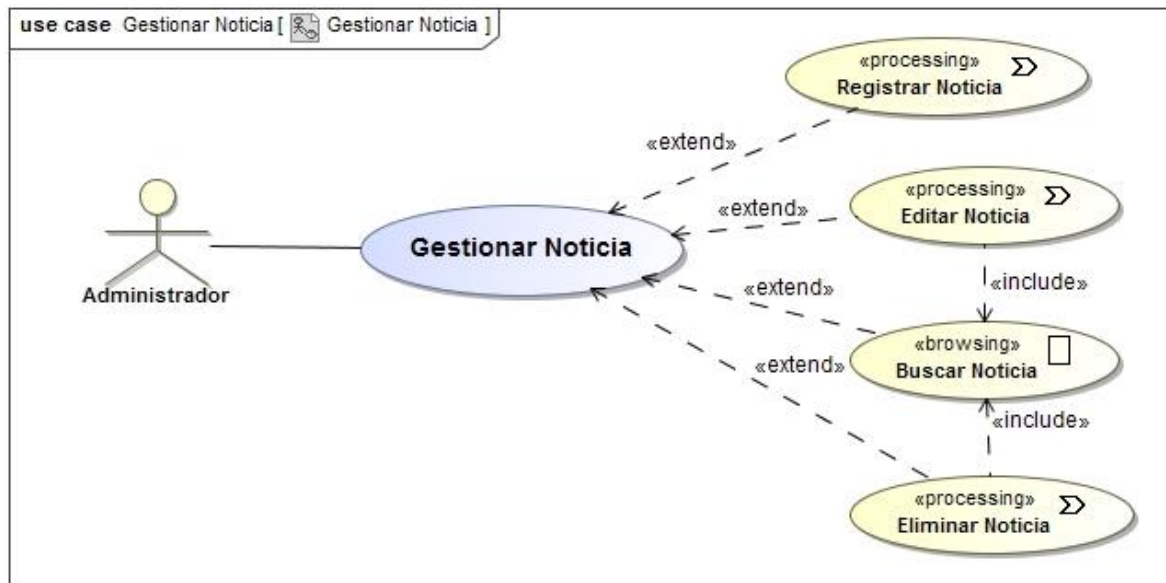 use case Gestionar Noticia [ Gestionar Noticia ]
«processing»
Registrar Noticia
«extend»
«processing»
Editar Noticia
«extend»
Gestionar Noticia
Administrador
«include»
«extend»
«browsing»
Buscar Noticia
«extend»
«include»
«processing»
Eliminar Noticia